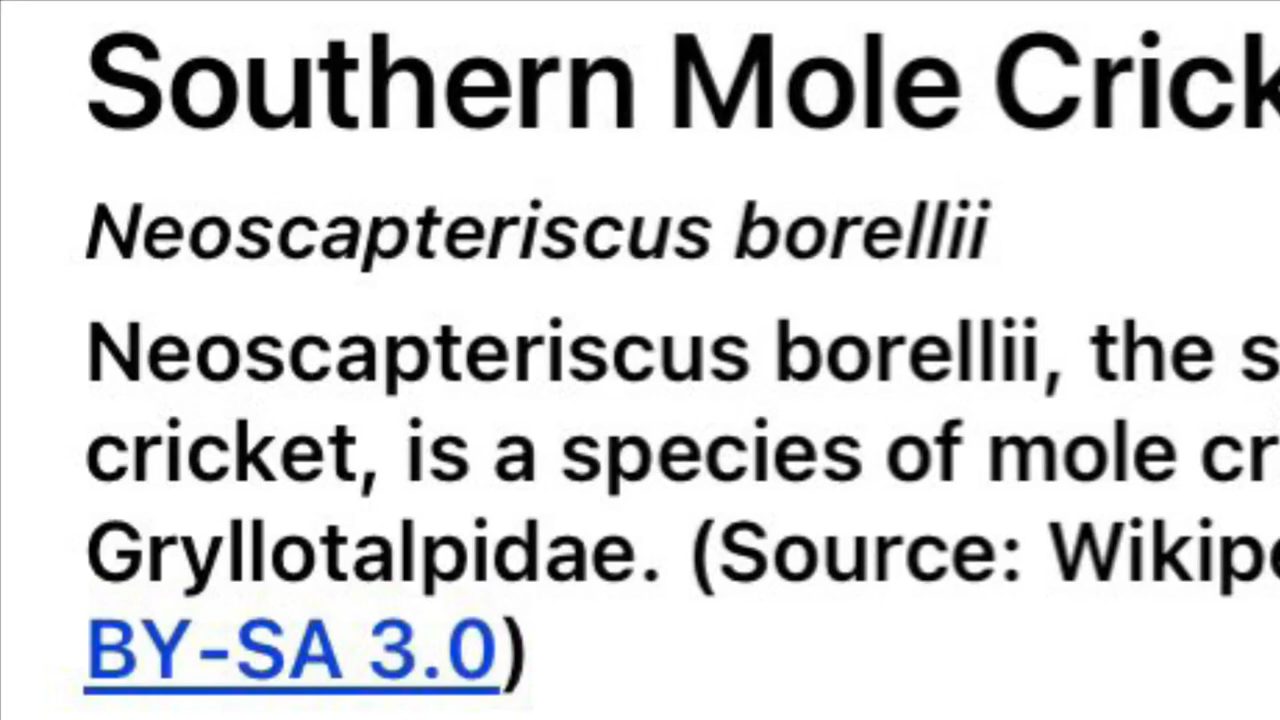 Southern Mole Crick
Neoscapteriscus borellii
Neoscapteriscus borellii, the s
cricket, is a species of mole cr
Gryllotalpidae. (Source: Wikipe
BY-SA 3.0)